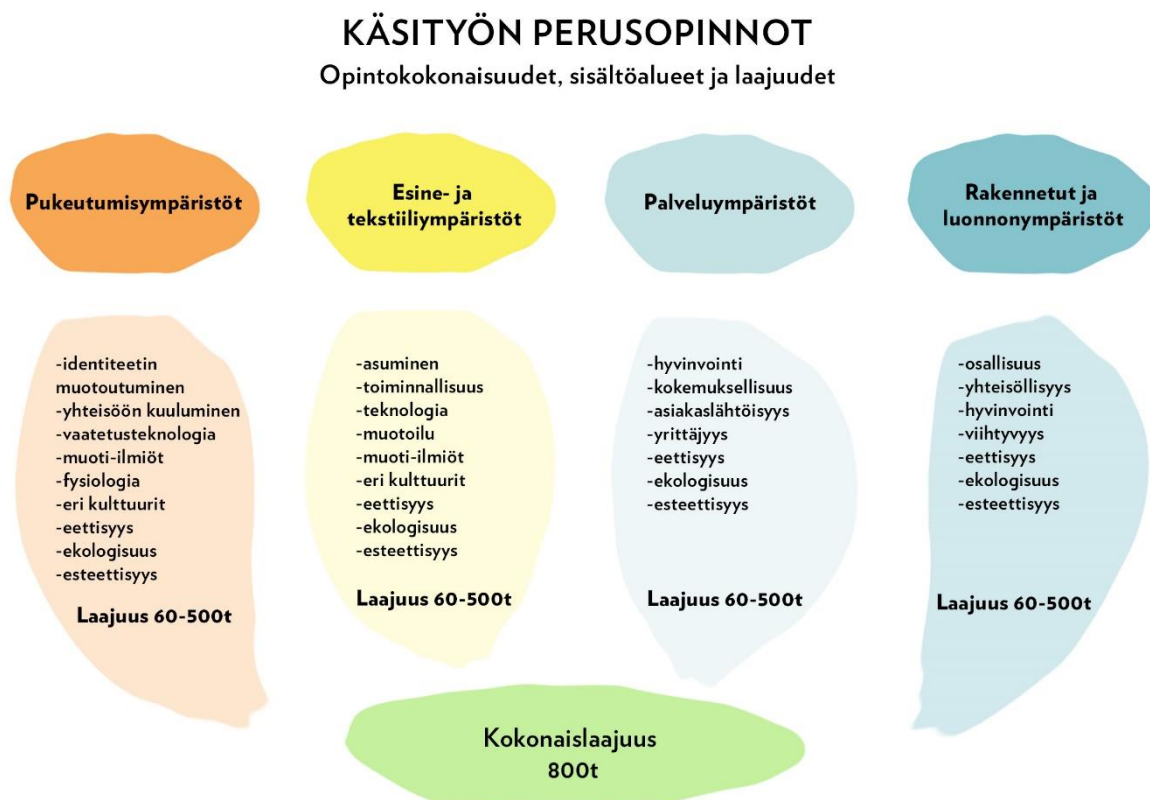 KÄSITYÖN PERUSOPINNOT
Opintokokonaisuudet, sisältöalueet ja laajuudet
Pukeutumisympäristöt
-identiteetin
muotoutuminen
-yhteisöön kuuluminen
-vaatetusteknologia
-muoti-ilmiöt
-fysiologia
-eri kulttuurit
-eettisyys
-ekologisuus
-esteettisyys
Laajuus 60-500t
Esine- ja
tekstiiliympäristöt
-asuminen
-toiminnallisuus
-teknologia
-muotoilu
-muoti-ilmiöt
-eri kulttuurit
-eettisyys
-ekologisuus
-esteettisyys
Laajuus 60-500t
Palveluympäristöt
-hyvinvointi
-kokemuksellisuus
-asiakaslähtöisyys
-yrittäjyys
-eettisyys
-ekologisuus
-esteettisyys
Laajuus 60-500t
Rakennetut ja
luonnonympäristöt
-osallisuus
-yhteisöllisyys
-hyvinvointi
-viihtyvyys
-eettisyys
-ekologisuus
-esteettisyys
Laajuus 60-500t
Kokonaislaajuus
800t